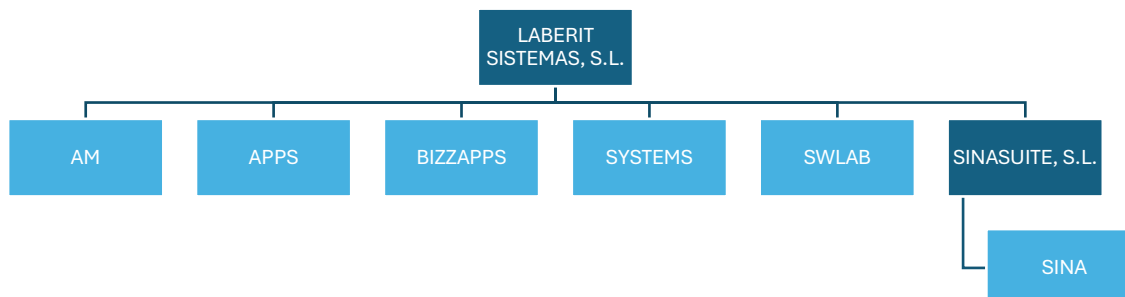 LABERIT
SISTEMAS, S.L.
AM
APPS
BIZZAPPS
SYSTEMS
SWLAB
SINASUITE, S.L.
SINA